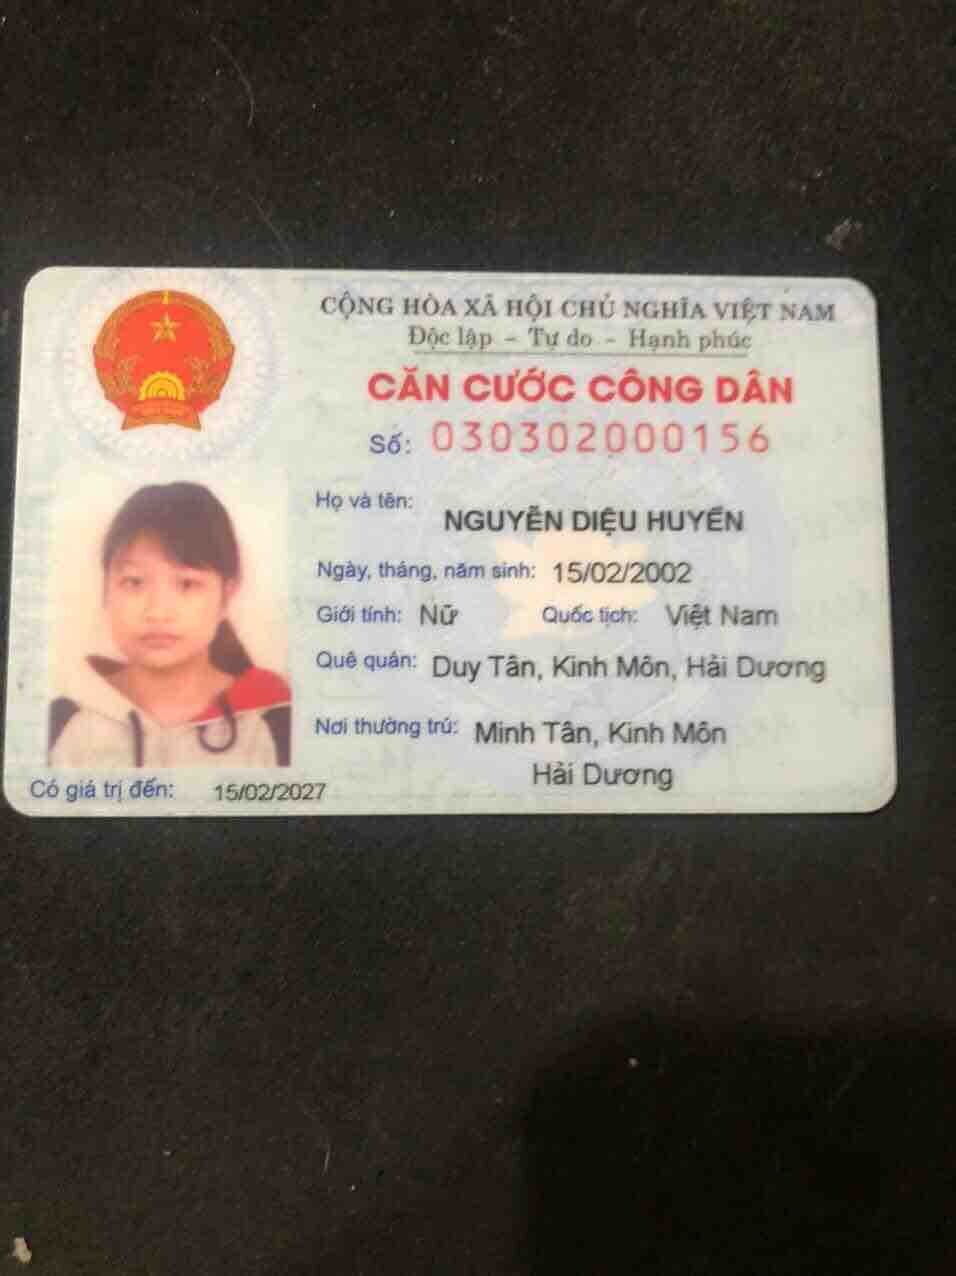 CỘNG HÒA XÃ HỘI CHỦ NGHĨA VIỆT NAM
Độc lập - Tự do - Hạnh phúc
CĂN CƯỚC CÔNG DÂN
Số: 030302000156
Họ và tên:
NGUYỄN DIỆU HUYỀN
Ngày, tháng, năm sinh: 15/02/2002
Giới tính: Nữ Quốc tịch: Việt Nam
Quê quán: Duy Tân, Kinh Môn, Hải Dương
Nơi thường trú: Minh Tân, Kinh Môn
Hải Dương
Có giá trị đến: 15/02/2027